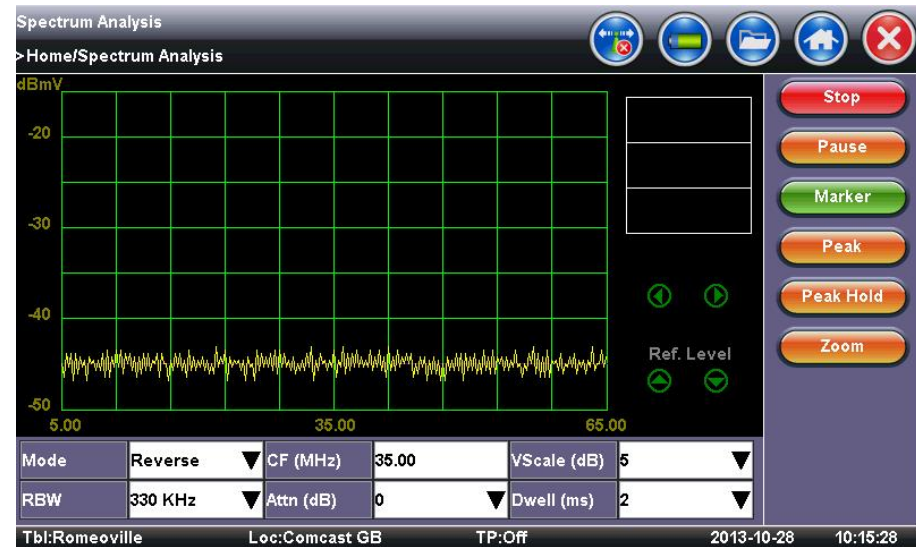 Spectrum Analysis
>Home/Spectrum Analysis
dBmV
-20
-30
-40
-50
5.00 35.00 65.00
Ref. Level
Stop
Pause
Marker
Peak
Peak Hold
Zoom
Mode Reverse CF (MHz) 35.00 VScale (dB) 5
RBW 330 KHz Attn (dB) 0 Dwell (ms) 2
Tbl:Romeoville Loc:Comcast GB TP:Off 2013-10-28 10:15:28